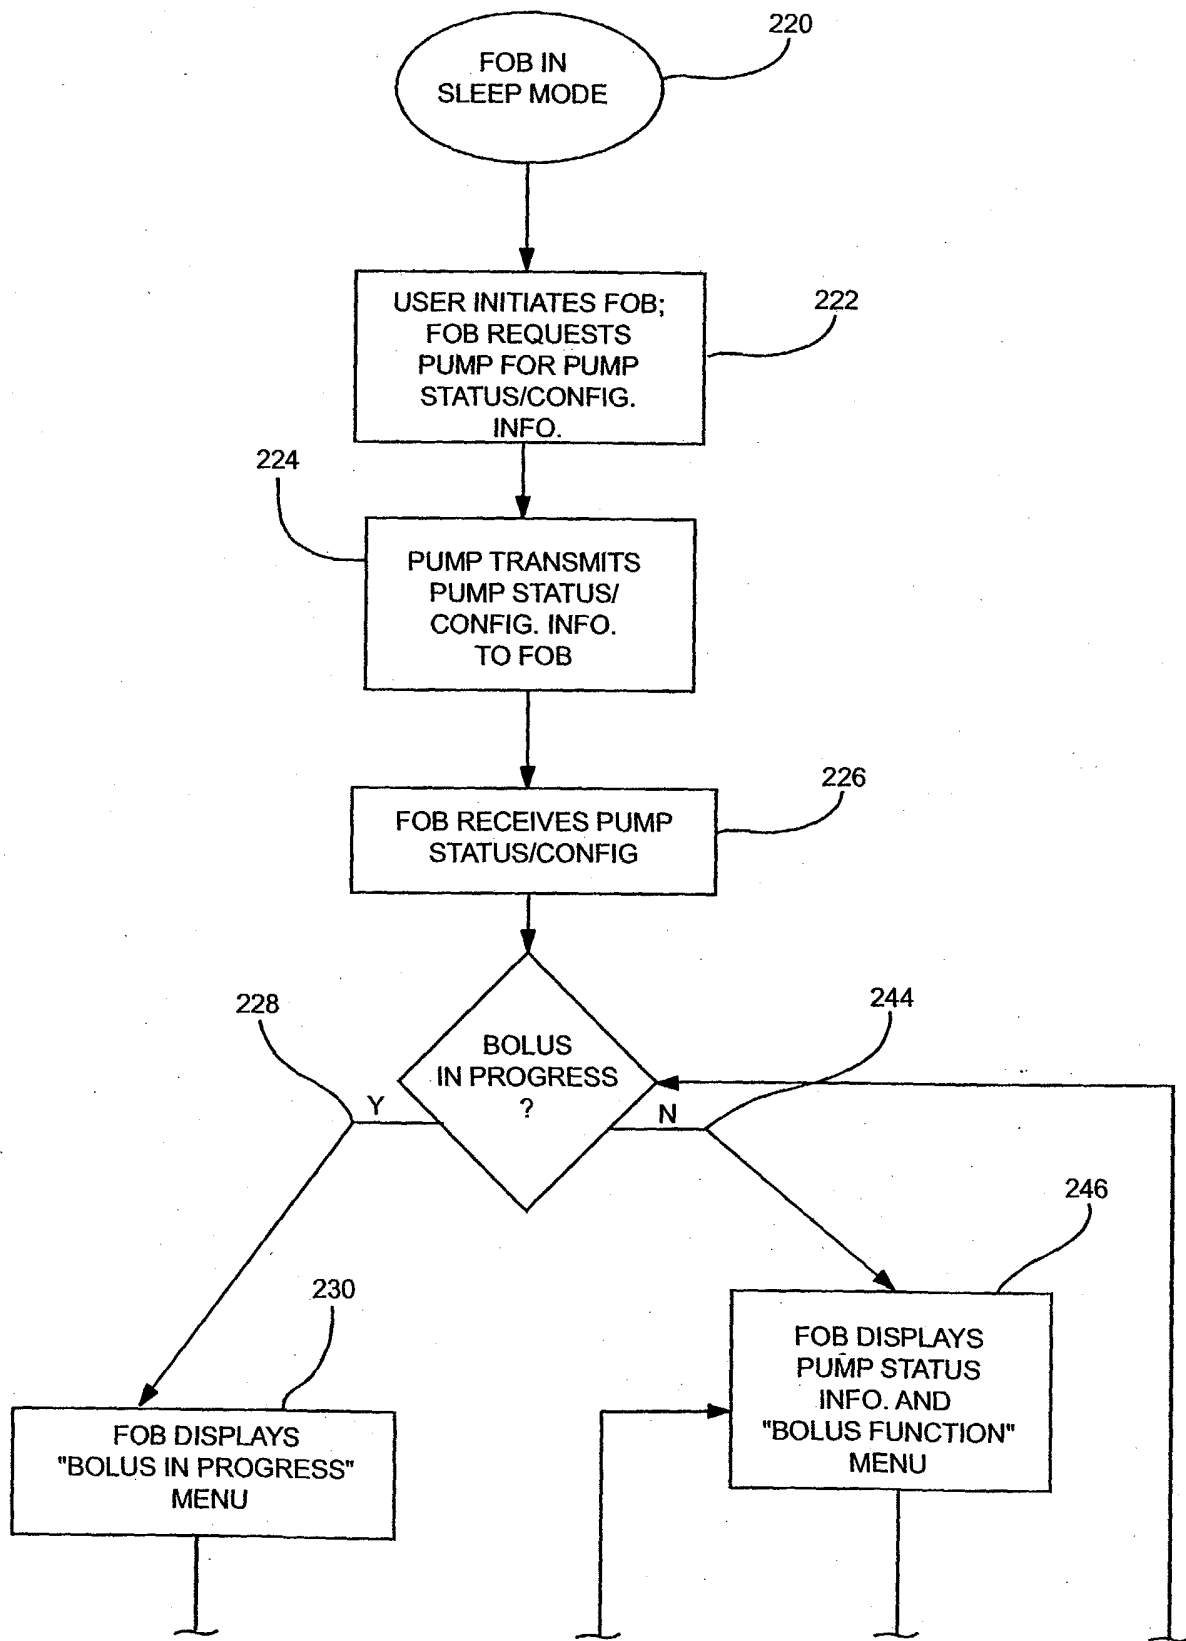 FOB IN
SLEEP MODE
220
USER INITIATES FOB;
FOB REQUESTS
PUMP FOR PUMP
STATUS/CONFIG.
INFO.
222
224
PUMP TRANSMITS
PUMP STATUS/
CONFIG. INFO.
TO FOB
226
FOB RECEIVES PUMP
STATUS/CONFIG
228
244
BOLUS
IN PROGRESS
?
Y
N
246
230
FOB DISPLAYS
PUMP STATUS
INFO. AND
"BOLUS FUNCTION"
MENU
FOB DISPLAYS
"BOLUS IN PROGRESS"
MENU